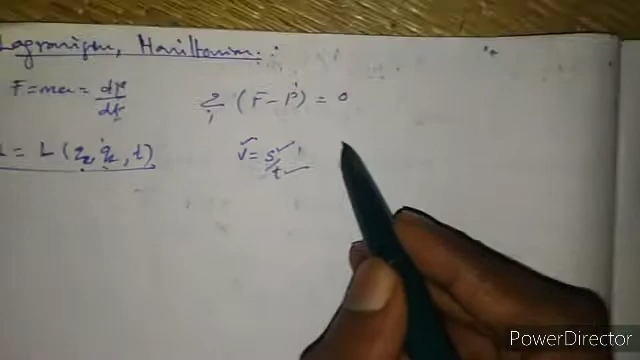 Lagrangian, Hamiltonian :
F = ma = dp/dt
Σ i (F - ṗ) = 0
L = L (q, q̇, t)
v = s/t
PowerDirector